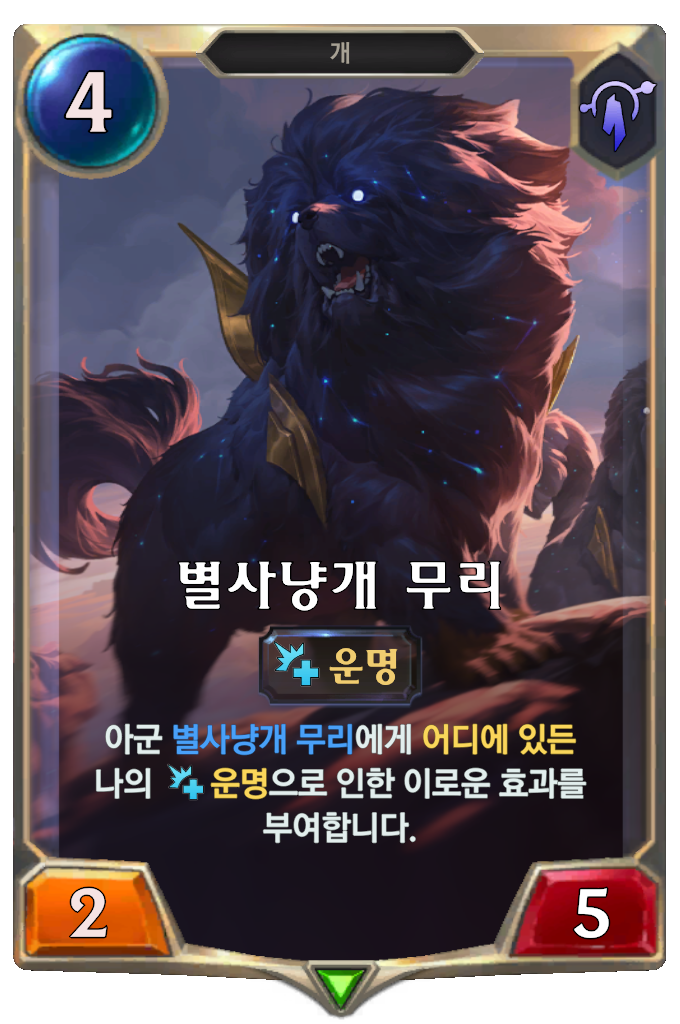 개
4
별사냥개 무리
운명
아군 별사냥개 무리에게 어디에 있든
나의 운명으로 인한 이로운 효과를
부여합니다.
2
5